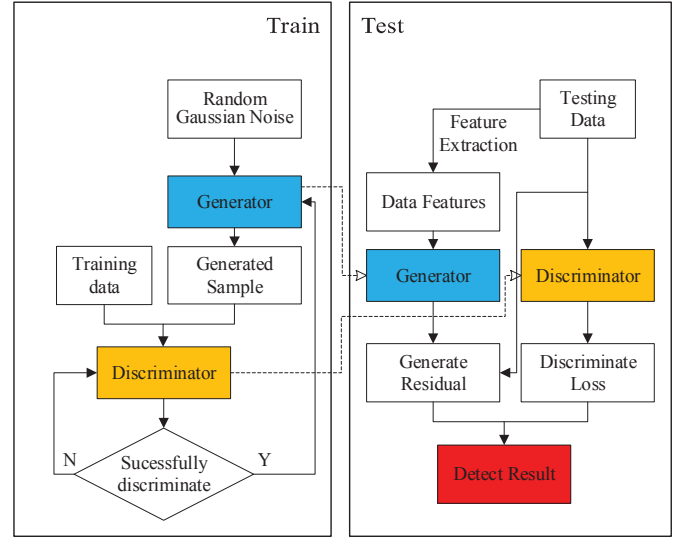 Train
Random
Gaussian Noise
Generator
Training
data
Generated
Sample
Discriminator
N
Sucessfully
discriminate
Y
Test
Testing
Data
Feature
Extraction
Data Features
Generator
Discriminator
Generate
Residual
Discriminate
Loss
Detect Result